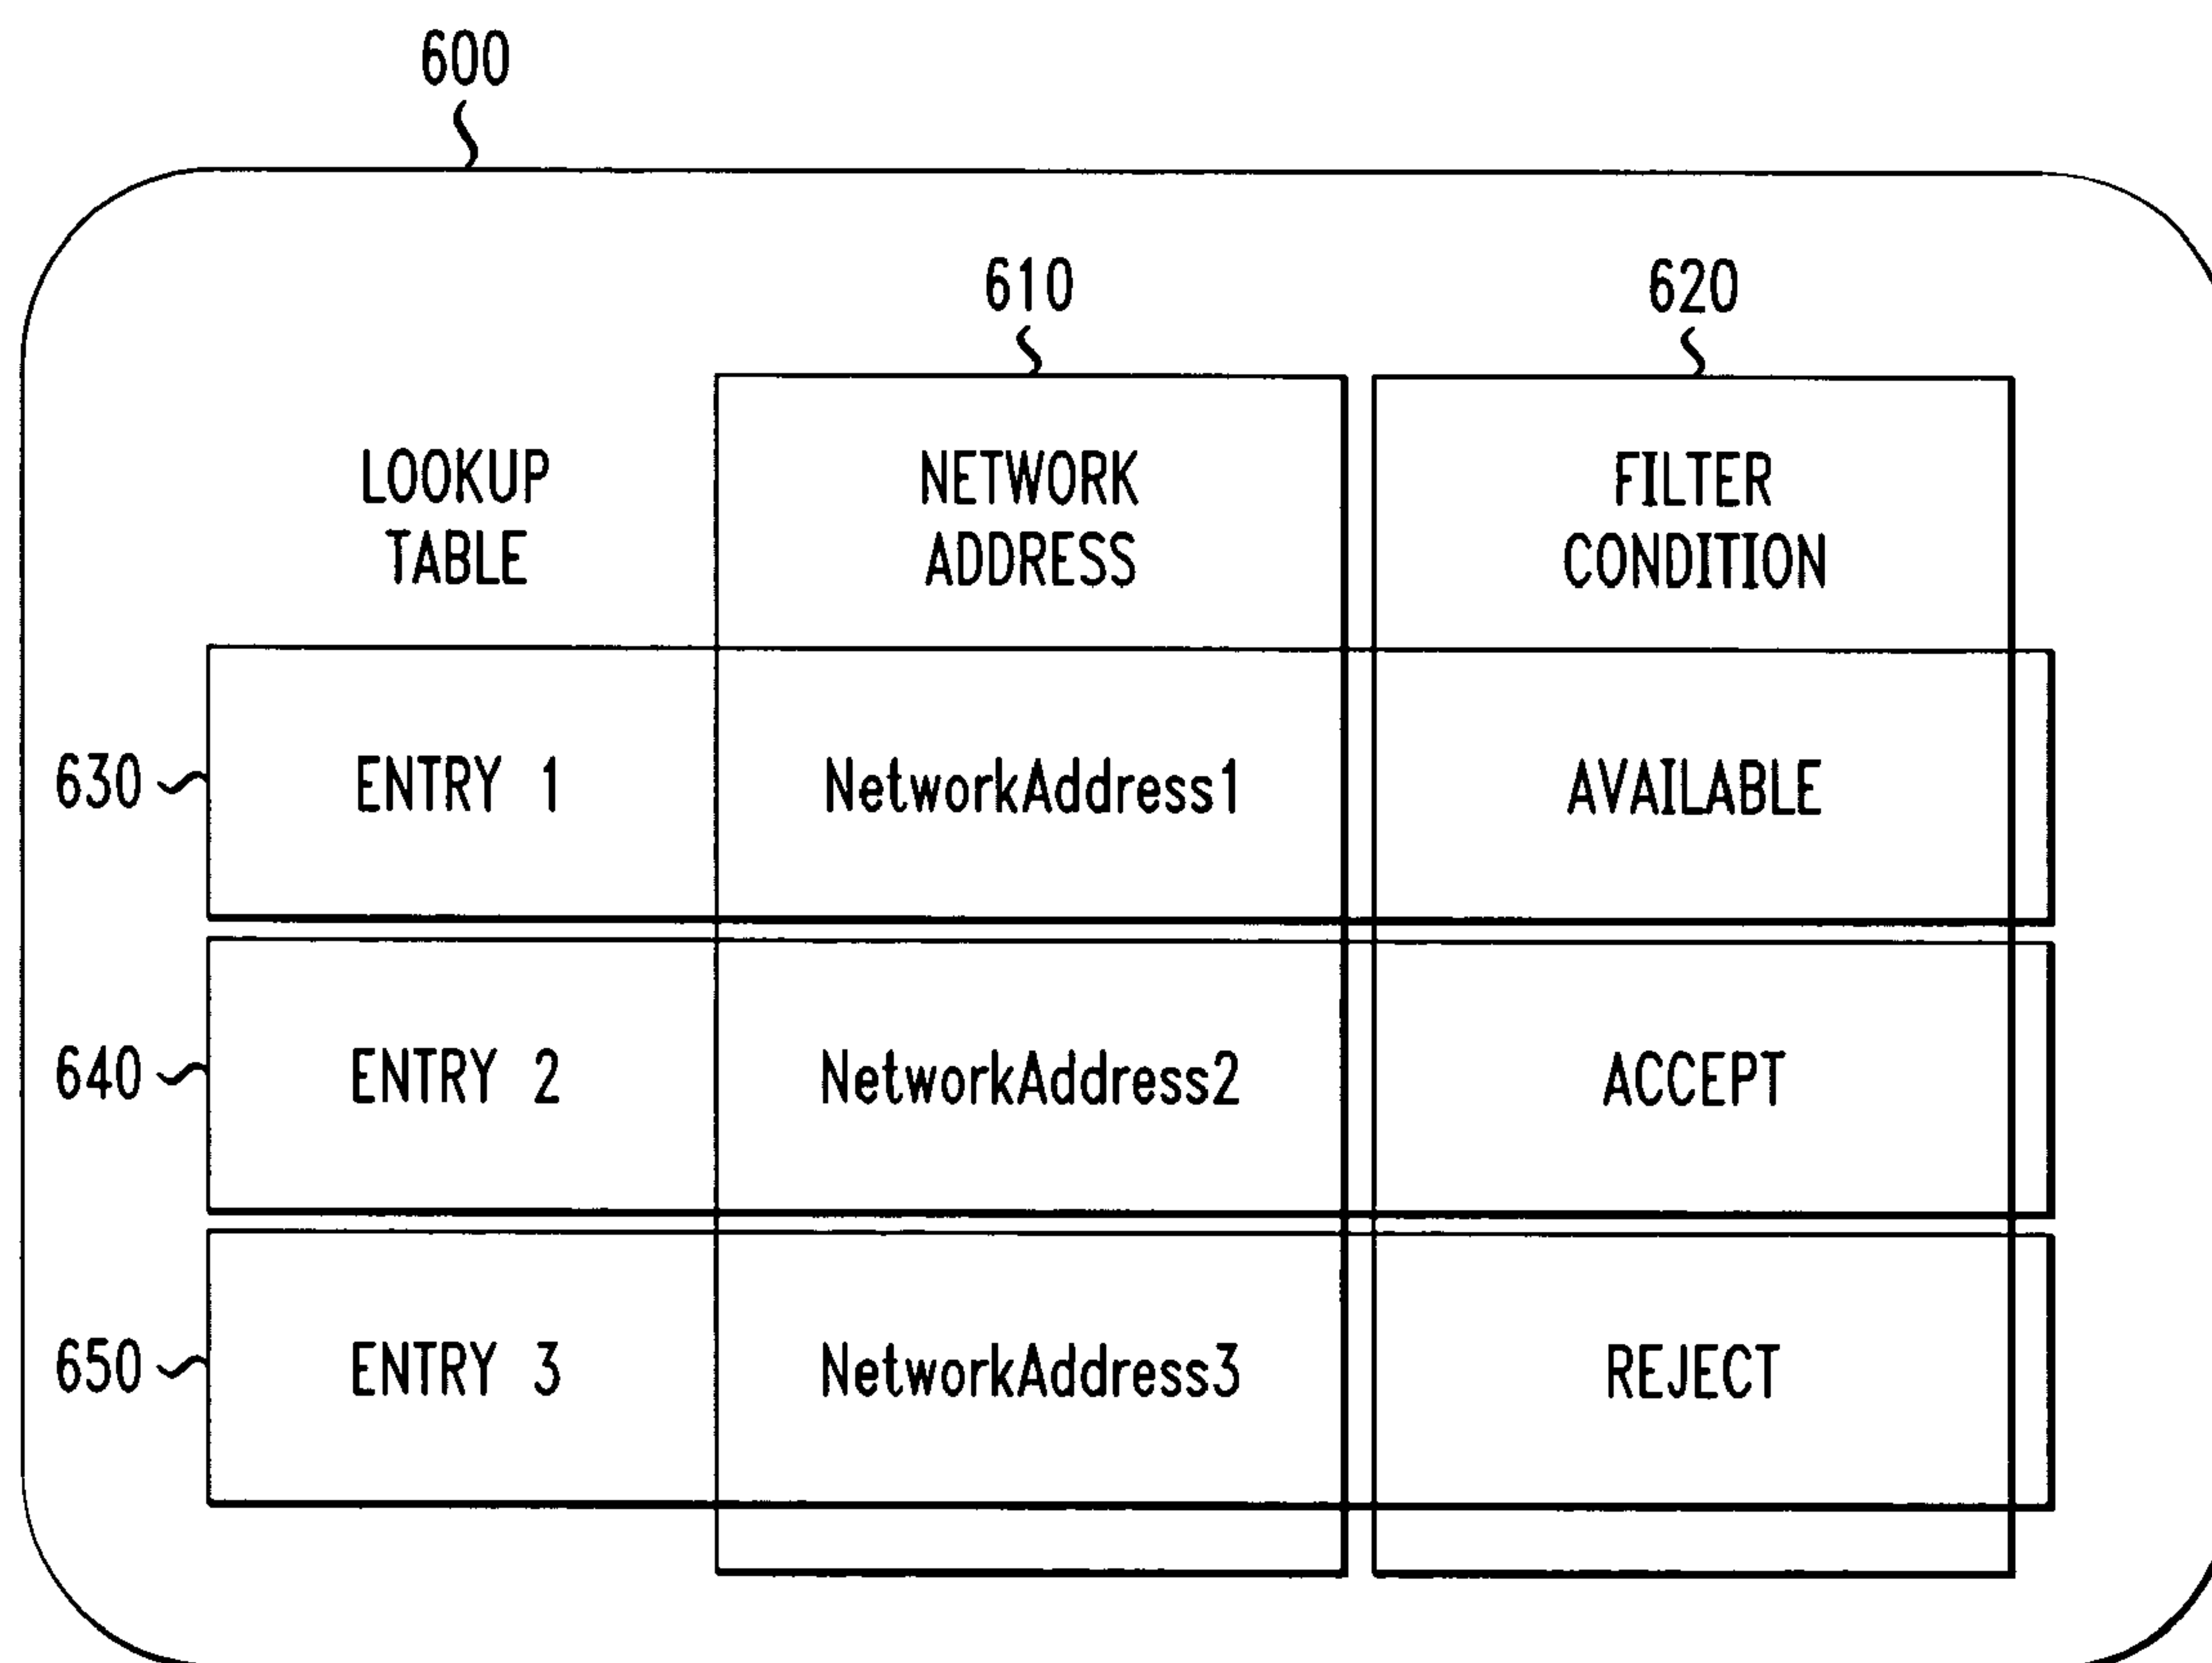 600
610
620
LOOKUP
TABLE
NETWORK
ADDRESS
FILTER
CONDITION
630
ENTRY 1
NetworkAddress1
AVAILABLE
640
ENTRY 2
NetworkAddress2
ACCEPT
650
ENTRY 3
NetworkAddress3
REJECT